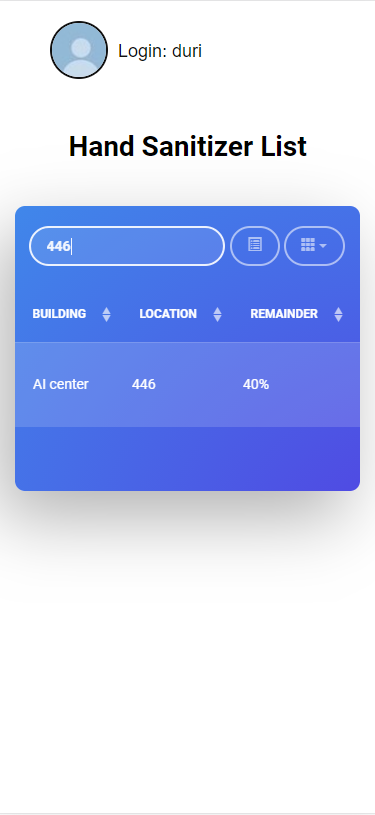 Login: duri
Hand Sanitizer List
446
BUILDING LOCATION REMAINDER
AI center 446 40%